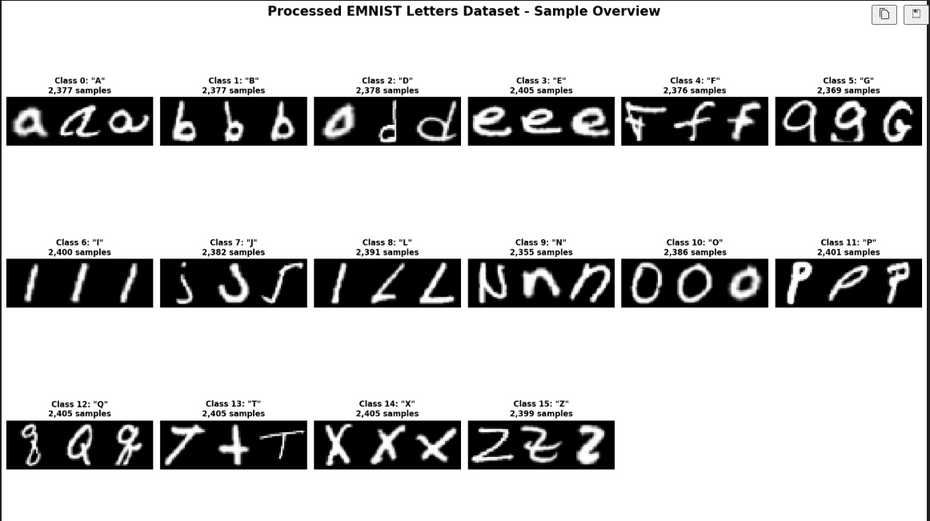 Processed EMNIST Letters Dataset - Sample Overview
Class 0: "A" Class 1: "B" Class 2: "D" Class 3: "E" Class 4: "F" Class 5: "G"
2,377 samples 2,377 samples 2,378 samples 2,405 samples 2,376 samples 2,369 samples
a a a b b b d d d e e e F f f g g G
Class 6: "I" Class 7: "J" Class 8: "L" Class 9: "N" Class 10: "O" Class 11: "P"
2,400 samples 2,382 samples 2,391 samples 2,355 samples 2,386 samples 2,401 samples
I I I j J J l L L N n n O O O P P P
Class 12: "Q" Class 13: "T" Class 14: "X" Class 15: "Z"
2,405 samples 2,405 samples 2,405 samples 2,399 samples
q Q q T t T X X X Z Z Z